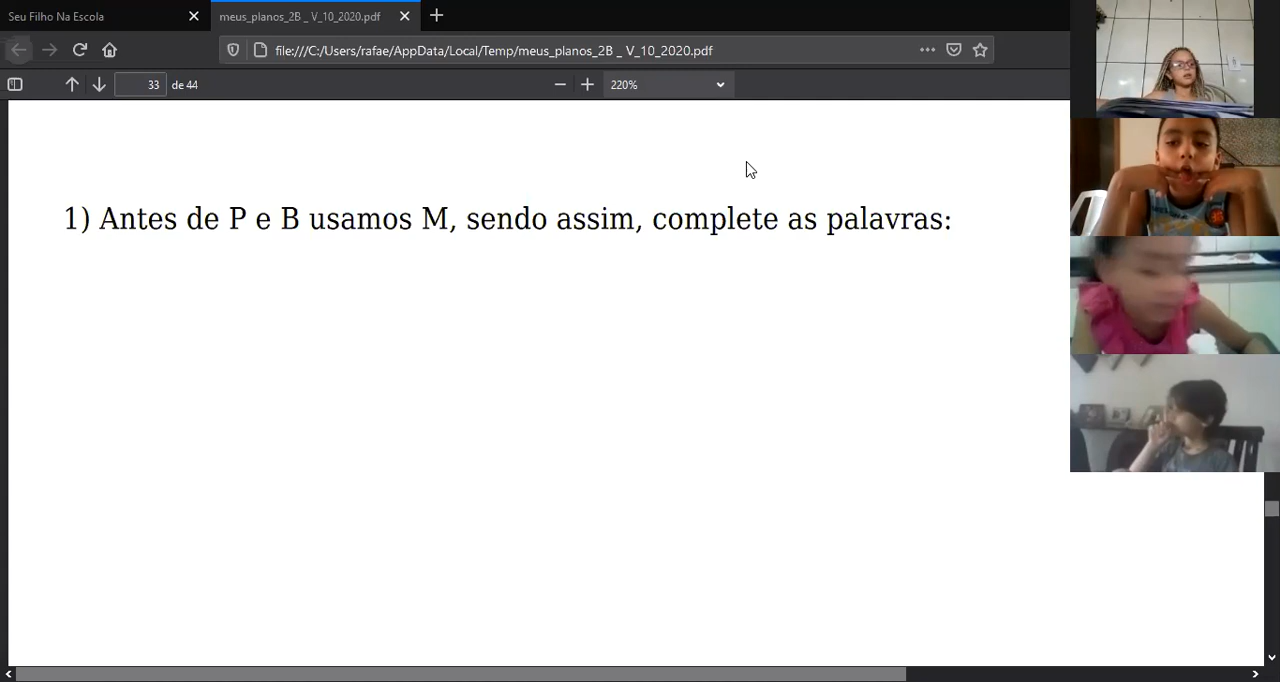 Seu Filho Na Escola
meus_planos_2B _ V_10_2020.pdf
file:///C:/Users/rafae/AppData/Local/Temp/meus_planos_2B _ V_10_2020.pdf
33 de 44
220%
1) Antes de P e B usamos M, sendo assim, complete as palavras: